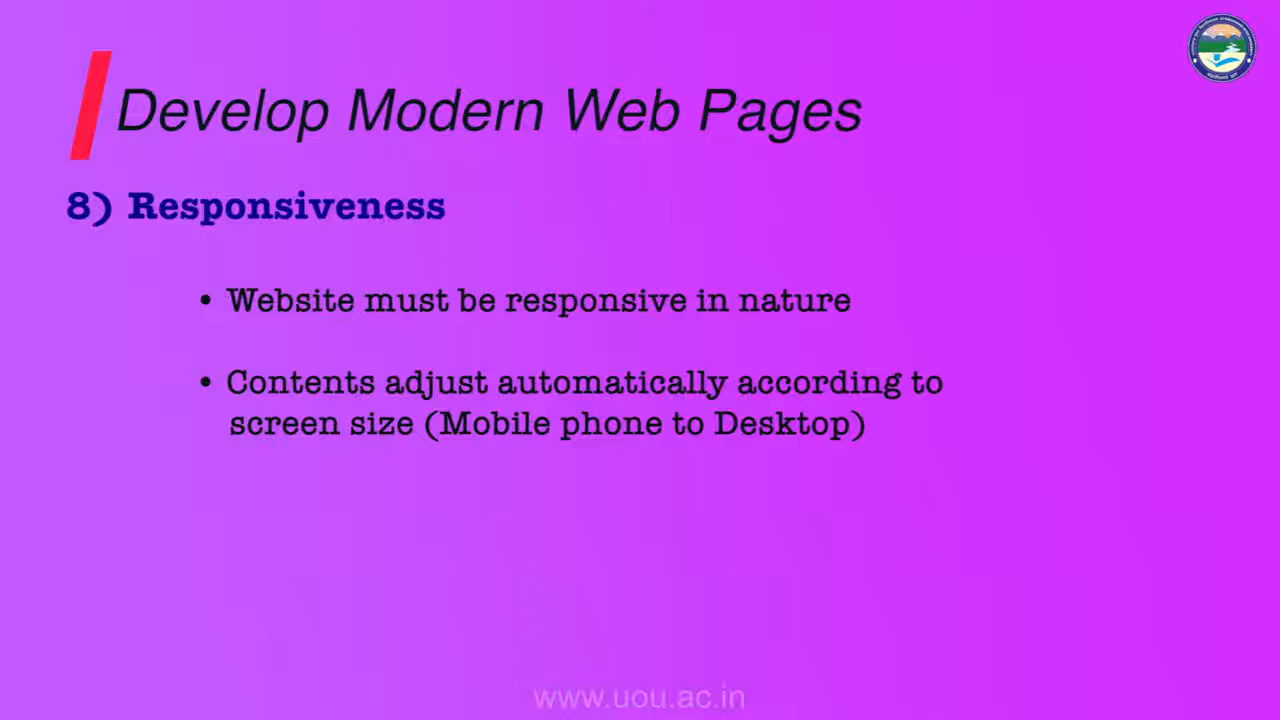 Develop Modern Web Pages
8) Responsiveness
• Website must be responsive in nature
• Contents adjust automatically according to
screen size (Mobile phone to Desktop)
www.uou.ac.in